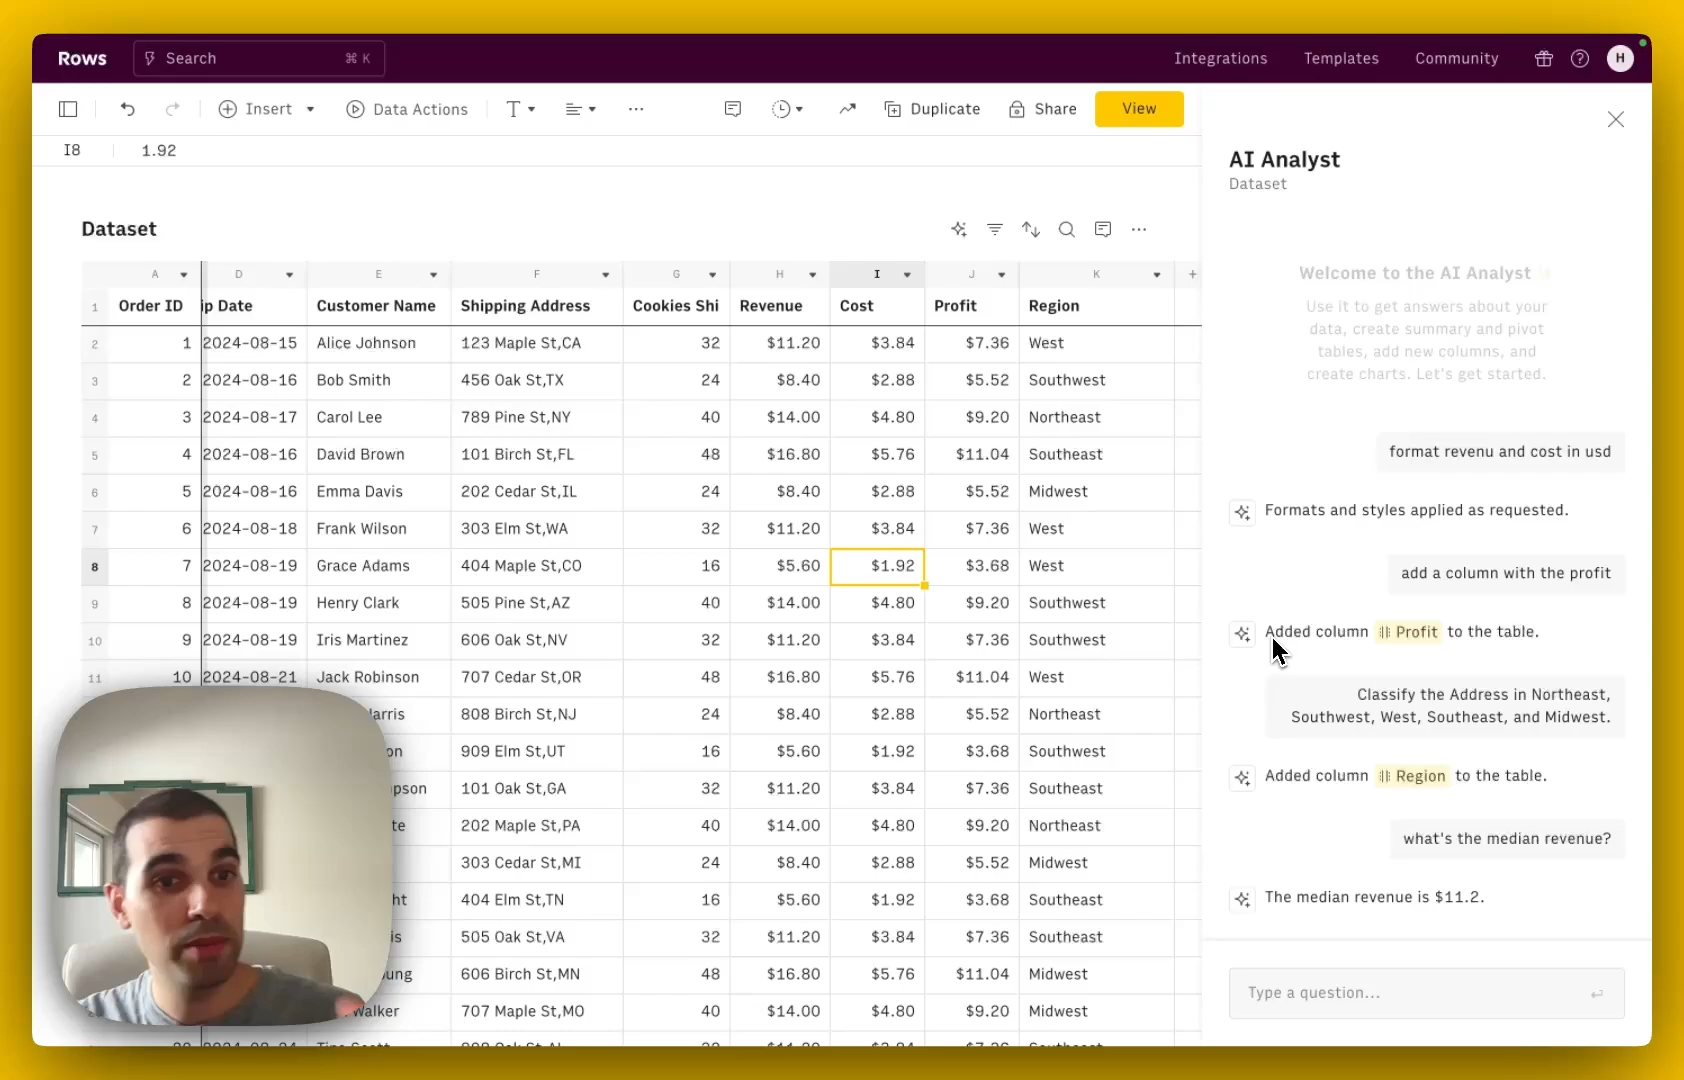 Rows
Search
⌘ K
Integrations
Templates
Community
H
Insert
Data Actions
T
Duplicate
Share
View
I8
1.92
Dataset
A D E F G H I J K
1 Order ID ip Date Customer Name Shipping Address Cookies Shi Revenue Cost Profit Region
2 1 2024-08-15 Alice Johnson 123 Maple St,CA 32 $11.20 $3.84 $7.36 West
3 2 2024-08-16 Bob Smith 456 Oak St,TX 24 $8.40 $2.88 $5.52 Southwest
4 3 2024-08-17 Carol Lee 789 Pine St,NY 40 $14.00 $4.80 $9.20 Northeast
5 4 2024-08-16 David Brown 101 Birch St,FL 48 $16.80 $5.76 $11.04 Southeast
6 5 2024-08-16 Emma Davis 202 Cedar St,IL 24 $8.40 $2.88 $5.52 Midwest
7 6 2024-08-18 Frank Wilson 303 Elm St,WA 32 $11.20 $3.84 $7.36 West
8 7 2024-08-19 Grace Adams 404 Maple St,CO 16 $5.60 $1.92 $3.68 West
9 8 2024-08-19 Henry Clark 505 Pine St,AZ 40 $14.00 $4.80 $9.20 Southwest
10 9 2024-08-19 Iris Martinez 606 Oak St,NV 32 $11.20 $3.84 $7.36 Southwest
11 10 2024-08-21 Jack Robinson 707 Cedar St,OR 48 $16.80 $5.76 $11.04 West
arris 808 Birch St,NJ 24 $8.40 $2.88 $5.52 Northeast
on 909 Elm St,UT 16 $5.60 $1.92 $3.68 Southwest
pson 101 Oak St,GA 32 $11.20 $3.84 $7.36 Southeast
te 202 Maple St,PA 40 $14.00 $4.80 $9.20 Northeast
303 Cedar St,MI 24 $8.40 $2.88 $5.52 Midwest
ht 404 Elm St,TN 16 $5.60 $1.92 $3.68 Southeast
is 505 Oak St,VA 32 $11.20 $3.84 $7.36 Southeast
ung 606 Birch St,MN 48 $16.80 $5.76 $11.04 Midwest
Walker 707 Maple St,MO 40 $14.00 $4.80 $9.20 Midwest
AI Analyst
Dataset
Welcome to the AI Analyst
Use it to get answers about your
data, create summary and pivot
tables, add new columns, and
create charts. Let's get started.
format revenu and cost in usd
Formats and styles applied as requested.
add a column with the profit
Added column Profit to the table.
Classify the Address in Northeast,
Southwest, West, Southeast, and Midwest.
Added column Region to the table.
what's the median revenue?
The median revenue is $11.2.
Type a question...